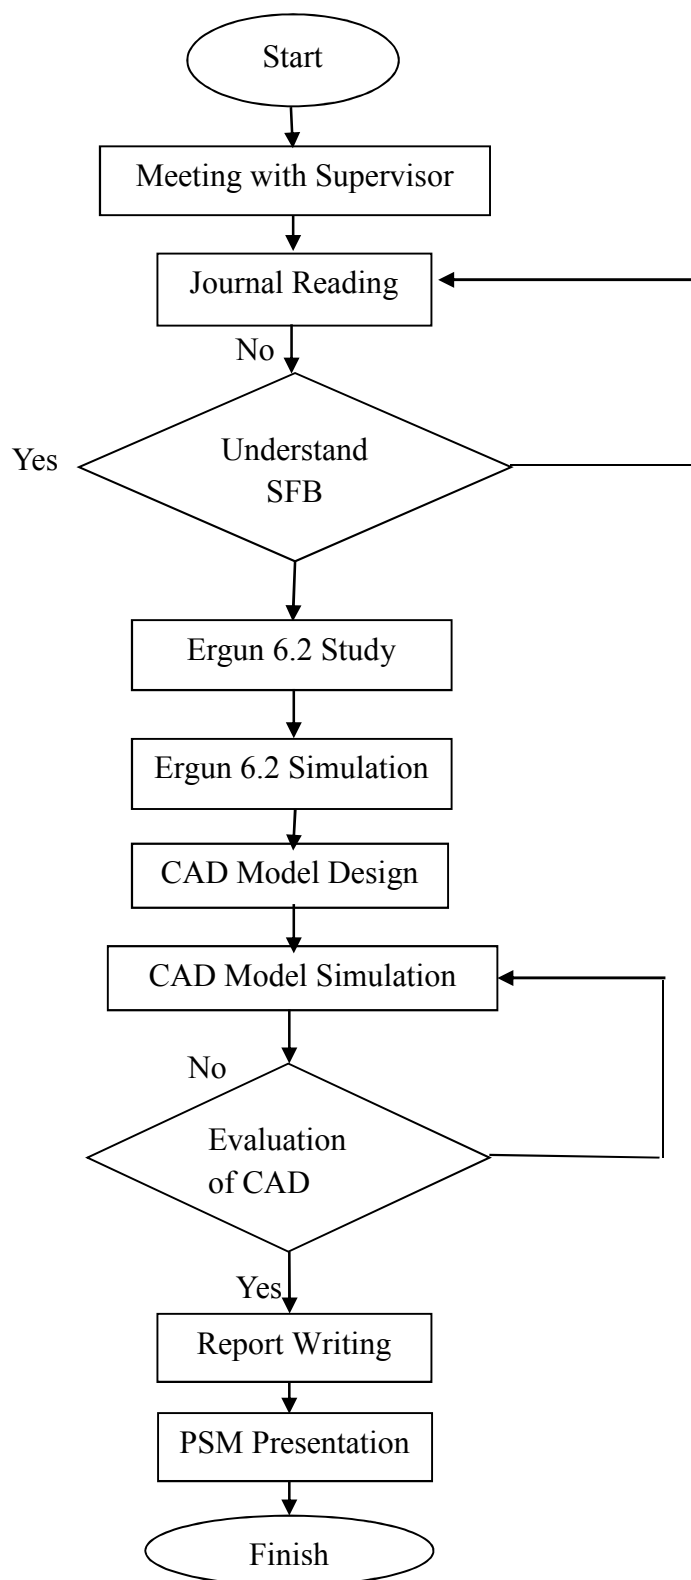 Start
Meeting with Supervisor
Journal Reading
No
Yes
Understand
SFB
Ergun 6.2 Study
Ergun 6.2 Simulation
CAD Model Design
CAD Model Simulation
No
Evaluation
of CAD
Yes
Report Writing
PSM Presentation
Finish